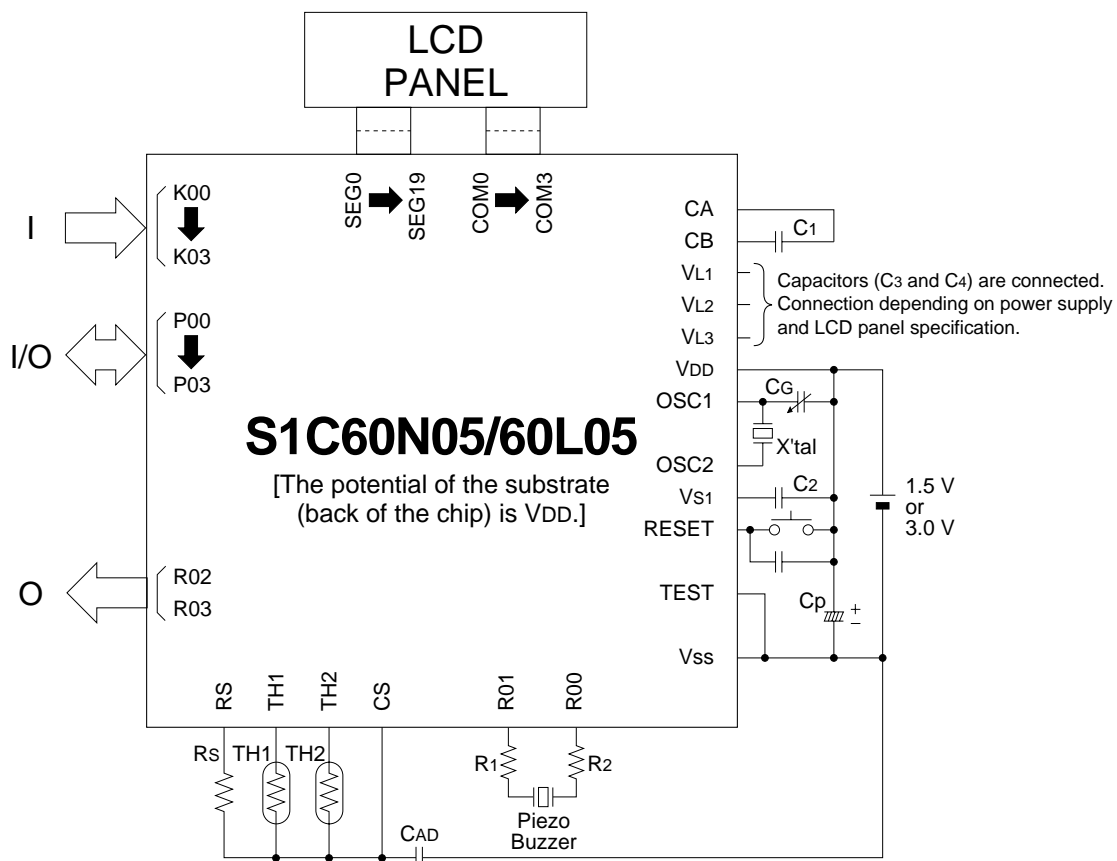 LCD
PANEL
SEG0
SEG19
COM0
COM3
I
K00
K03
I/O
P00
P03
CA
CB
C1
VL1
VL2
VL3
Capacitors (C3 and C4) are connected.
Connection depending on power supply
and LCD panel specification.
VDD
OSC1
CG
X'tal
OSC2
S1C60N05/60L05
[The potential of the substrate
(back of the chip) is VDD.]
VS1
C2
RESET
1.5 V
or
3.0 V
O
R02
R03
TEST
Cp
+
–
VSS
RS
TH1
TH2
CS
R01
R00
RS
TH1
TH2
R1
R2
Piezo
Buzzer
CAD